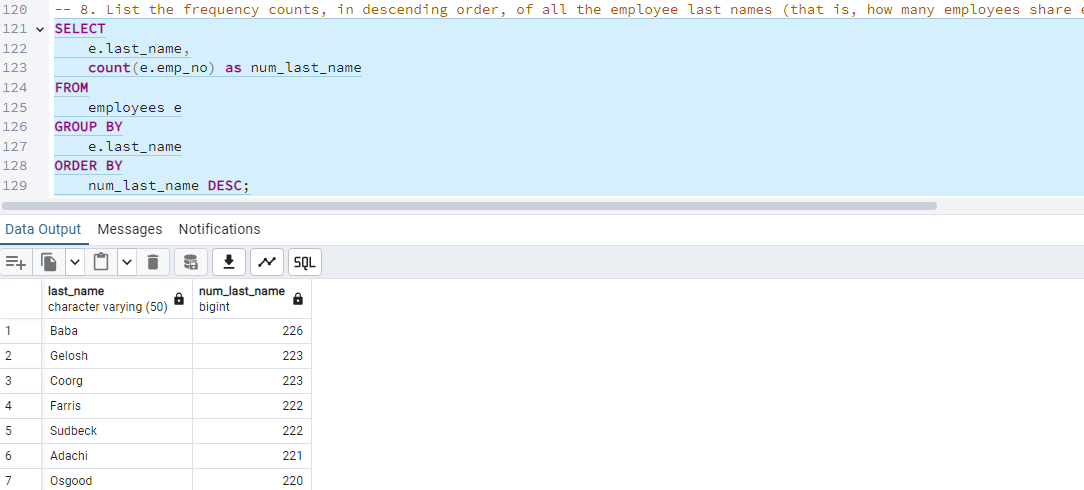 120 -- 8. List the frequency counts, in descending order, of all the employee last names (that is, how many employees share
121 SELECT
122 e.last_name,
123 count(e.emp_no) as num_last_name
124 FROM
125 employees e
126 GROUP BY
127 e.last_name
128 ORDER BY
129 num_last_name DESC;
Data Output Messages Notifications
SQL
last_name num_last_name
character varying (50) bigint
1 Baba 226
2 Gelosh 223
3 Coorg 223
4 Farris 222
5 Sudbeck 222
6 Adachi 221
7 Osgood 220